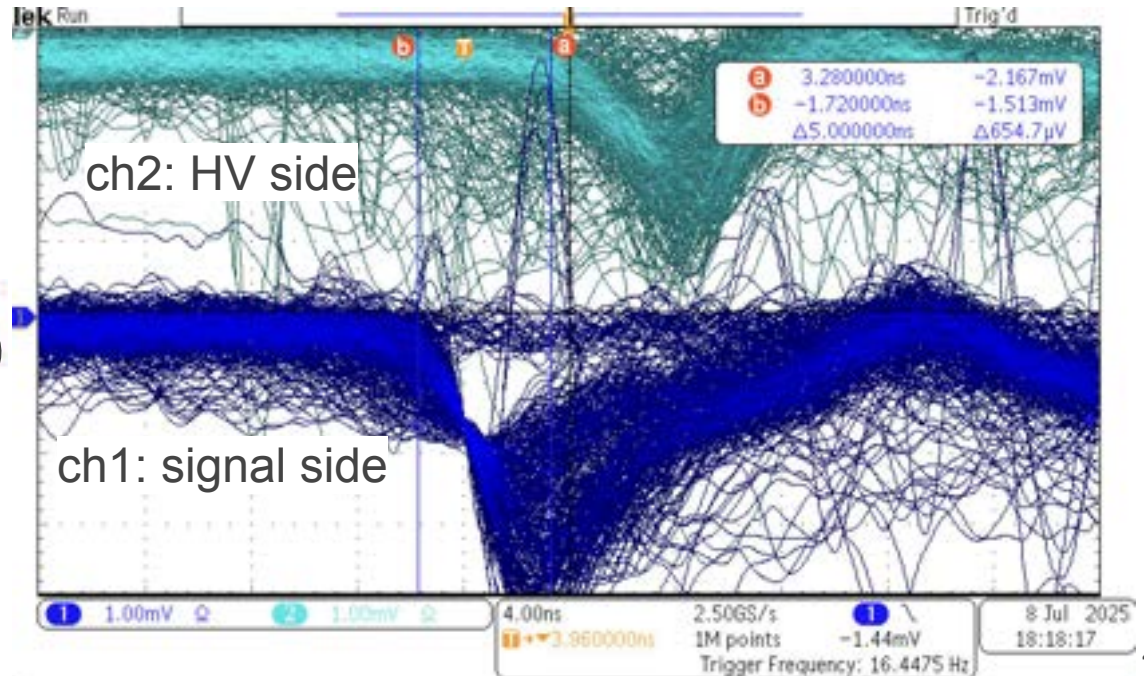 Tek Run
Trig'd
b
T
a
a 3.280000ns -2.167mV
b -1.720000ns -1.513mV
Δ5.000000ns Δ654.7μV
ch2: HV side
1
)
ch1: signal side
1 1.00mV Ω
2 1.00mV Ω
4.00ns 2.50GS/s 1 \
T→▼3.960000ns 1M points -1.44mV
Trigger Frequency: 16.4475 Hz
8 Jul 2025
18:18:17